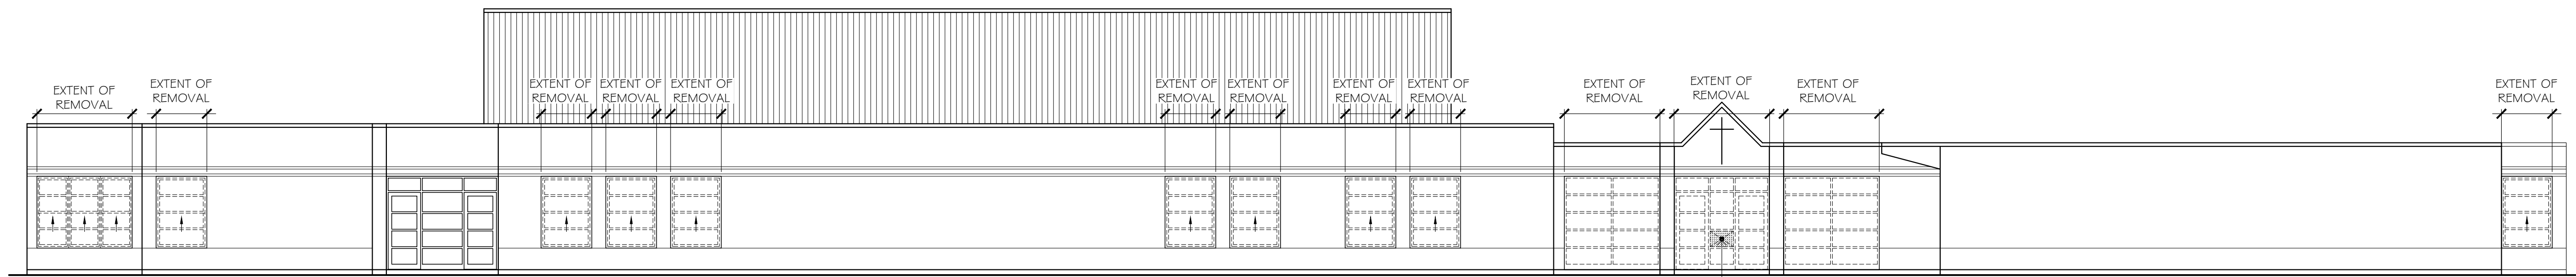 EXTENT OF
REMOVAL
EXTENT OF
REMOVAL
EXTENT OF
REMOVAL
EXTENT OF
REMOVAL
EXTENT OF
REMOVAL
EXTENT OF
REMOVAL
EXTENT OF
REMOVAL
EXTENT OF
REMOVAL
EXTENT OF
REMOVAL
EXTENT OF
REMOVAL
EXTENT OF
REMOVAL
EXTENT OF
REMOVAL
EXTENT OF
REMOVAL